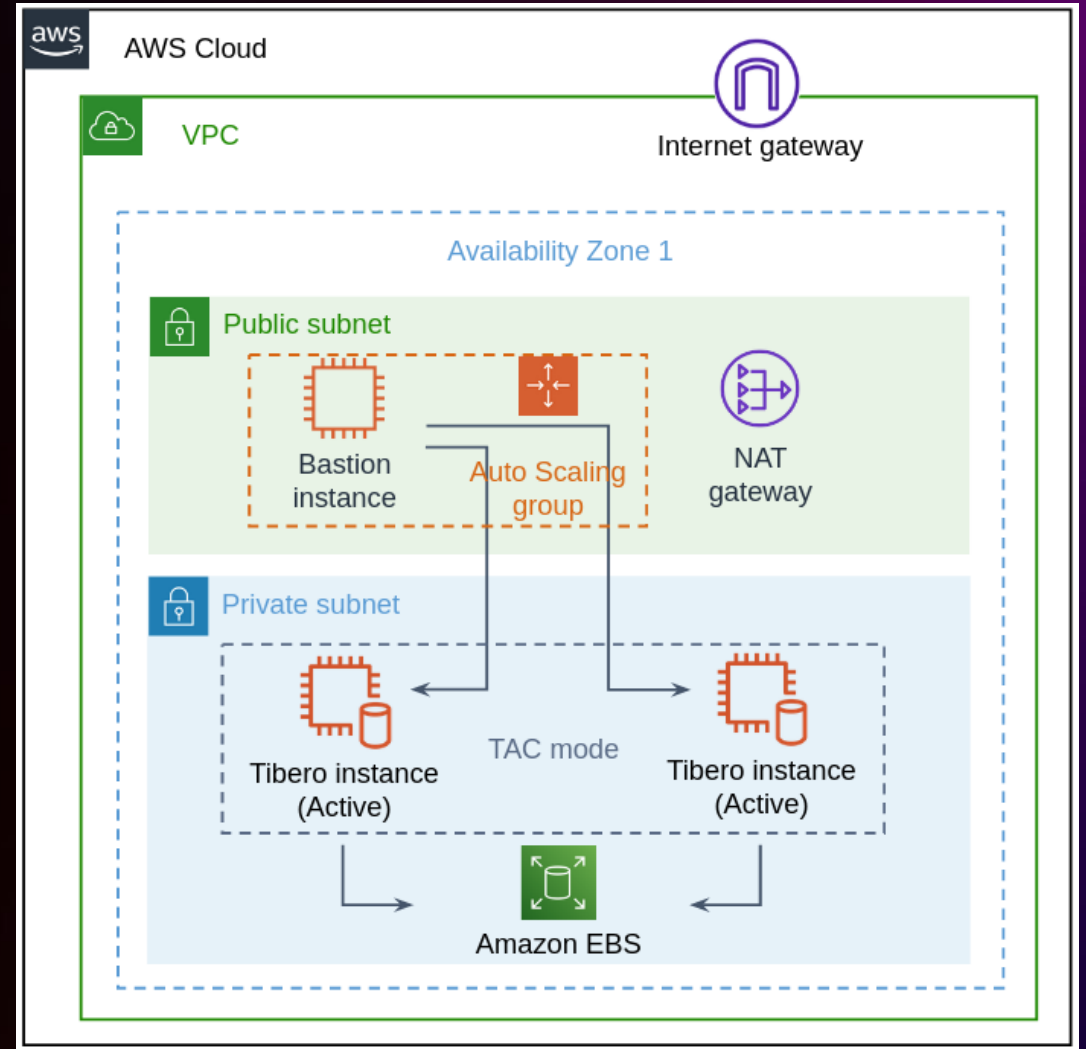 aws
AWS Cloud
Internet gateway
VPC
Availability Zone 1
Public subnet
Bastion
instance
Auto Scaling
group
NAT
gateway
Private subnet
Tibero instance
(Active)
TAC mode
Tibero instance
(Active)
Amazon EBS